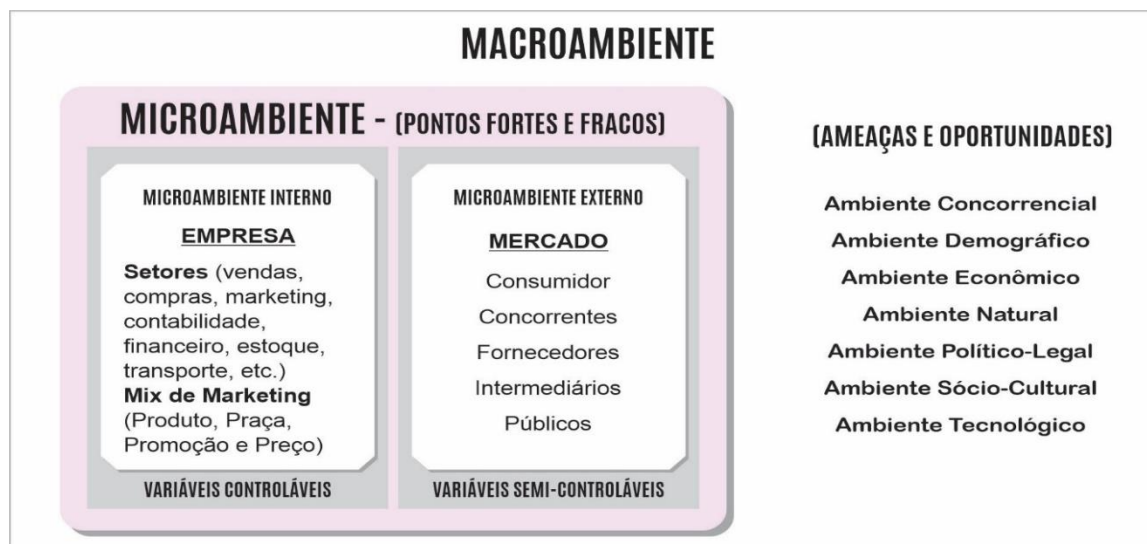 MACROAMBIENTE
MICROAMBIENTE - (PONTOS FORTES E FRACOS)
MICROAMBIENTE INTERNO
EMPRESA
Setores (vendas,
compras, marketing,
contabilidade,
financeiro, estoque,
transporte, etc.)
Mix de Marketing
(Produto, Praça,
Promoção e Preço)
VARIÁVEIS CONTROLÁVEIS
MICROAMBIENTE EXTERNO
MERCADO
Consumidor
Concorrentes
Fornecedores
Intermediários
Públicos
VARIÁVEIS SEMI-CONTROLÁVEIS
(AMEAÇAS E OPORTUNIDADES)
Ambiente Concorrencial
Ambiente Demográfico
Ambiente Econômico
Ambiente Natural
Ambiente Político-Legal
Ambiente Sócio-Cultural
Ambiente Tecnológico